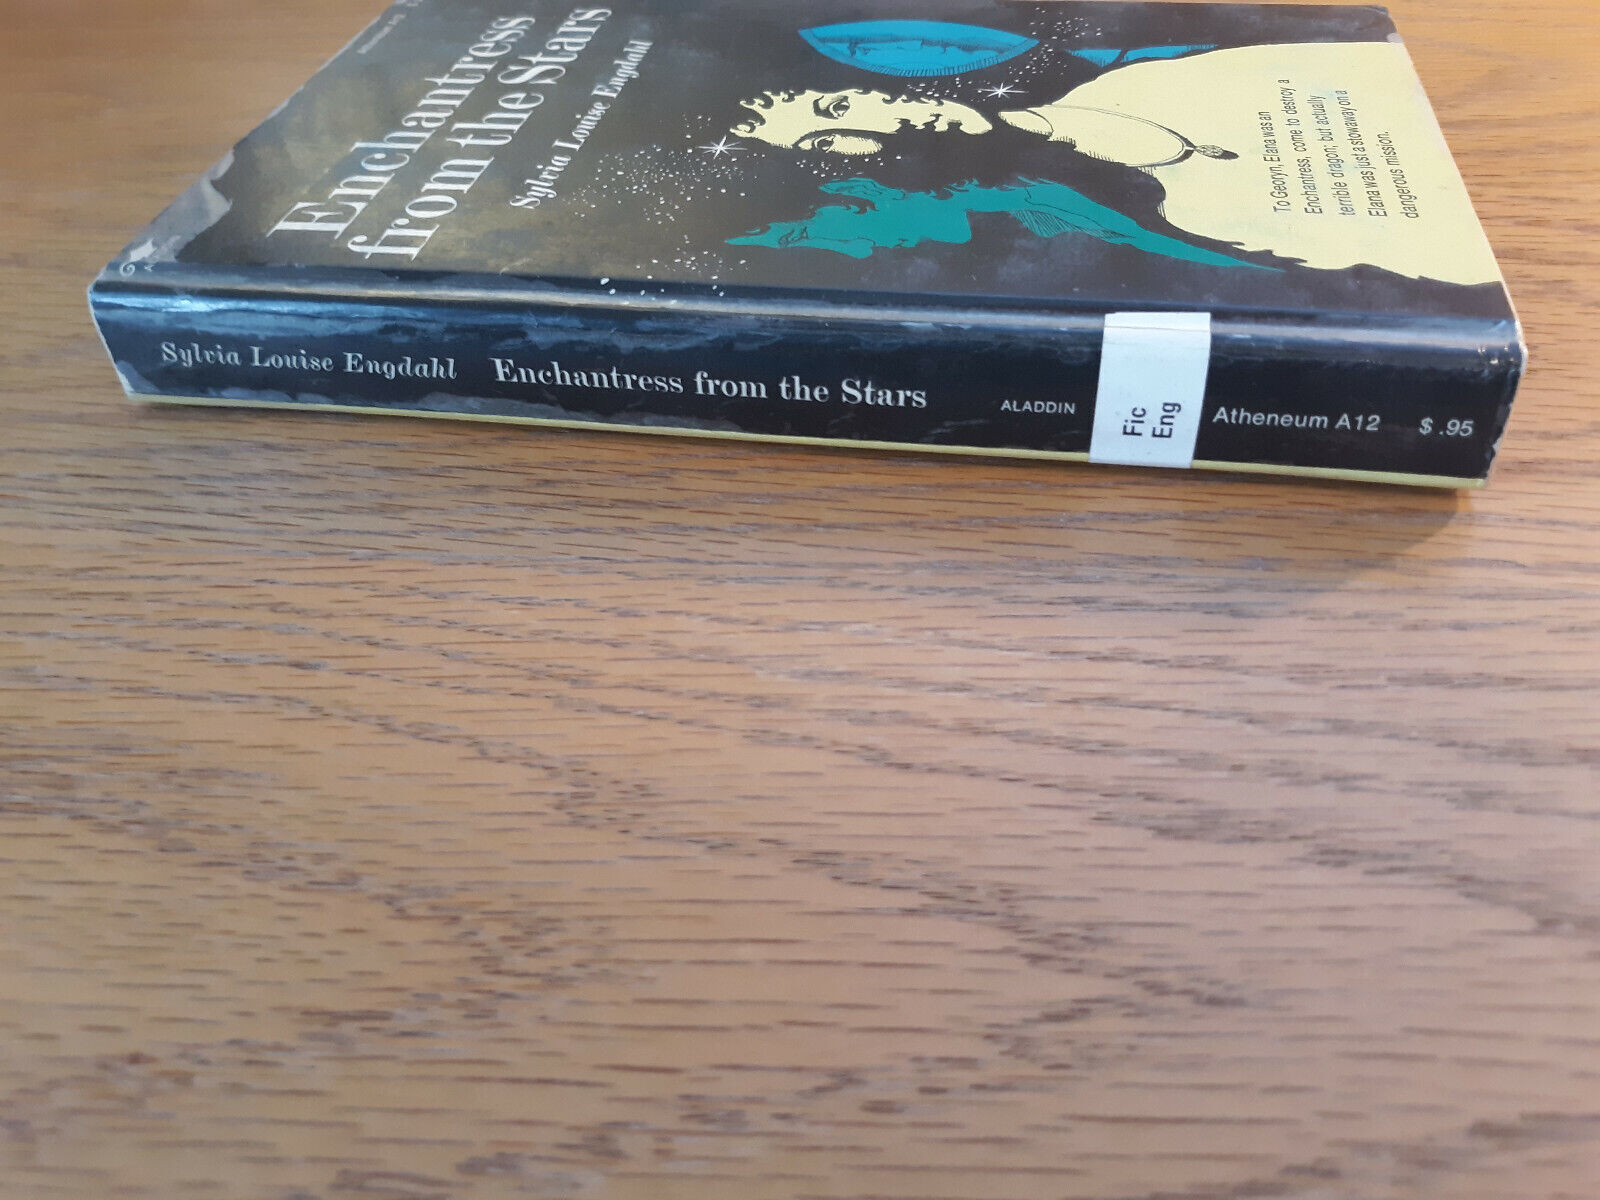 Enchantress
from the Stars
Sylvia Louise Engdahl
To Georyn, Elana was an
Enchantress, come to destroy a
terrible dragon; but actually
Elana was just a stowaway on a
dangerous mission.
Sylvia Louise Engdahl Enchantress from the Stars ALADDIN
Fic
Eng
Atheneum A12 $ .95